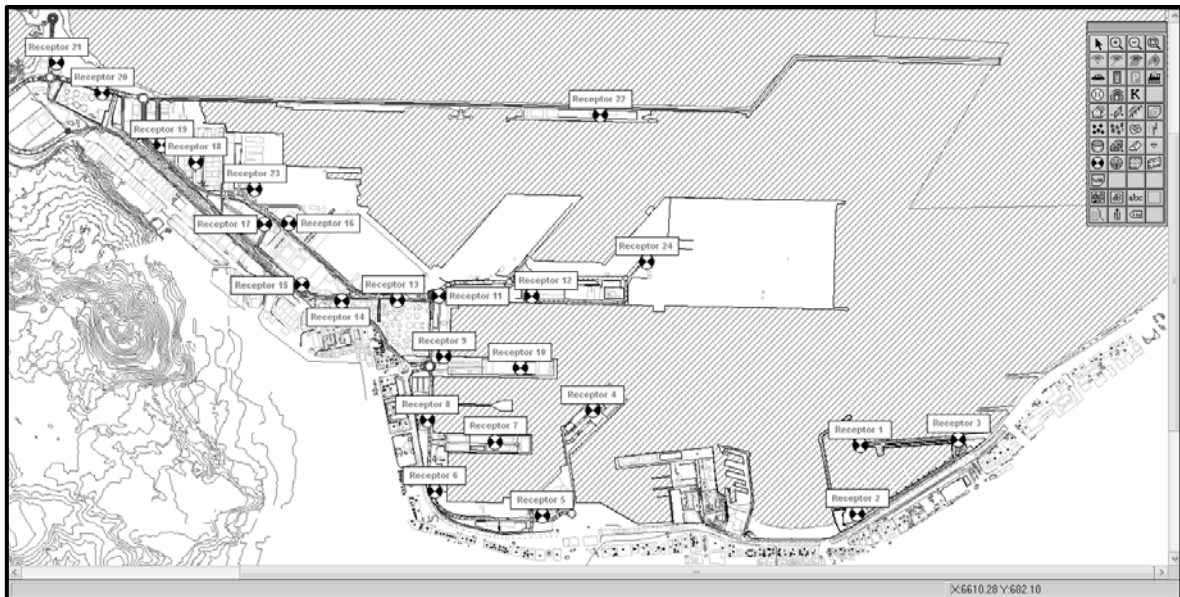 Receptor 21
Receptor 20
Receptor 22
Receptor 19
Receptor 18
Receptor 23
Receptor 17
Receptor 16
Receptor 24
Receptor 15
Receptor 13
Receptor 12
Receptor 11
Receptor 14
Receptor 9
Receptor 10
Receptor 4
Receptor 8
Receptor 7
Receptor 1
Receptor 3
Receptor 6
Receptor 5
Receptor 2
P
K
abc
X:6610.28 Y:682.10